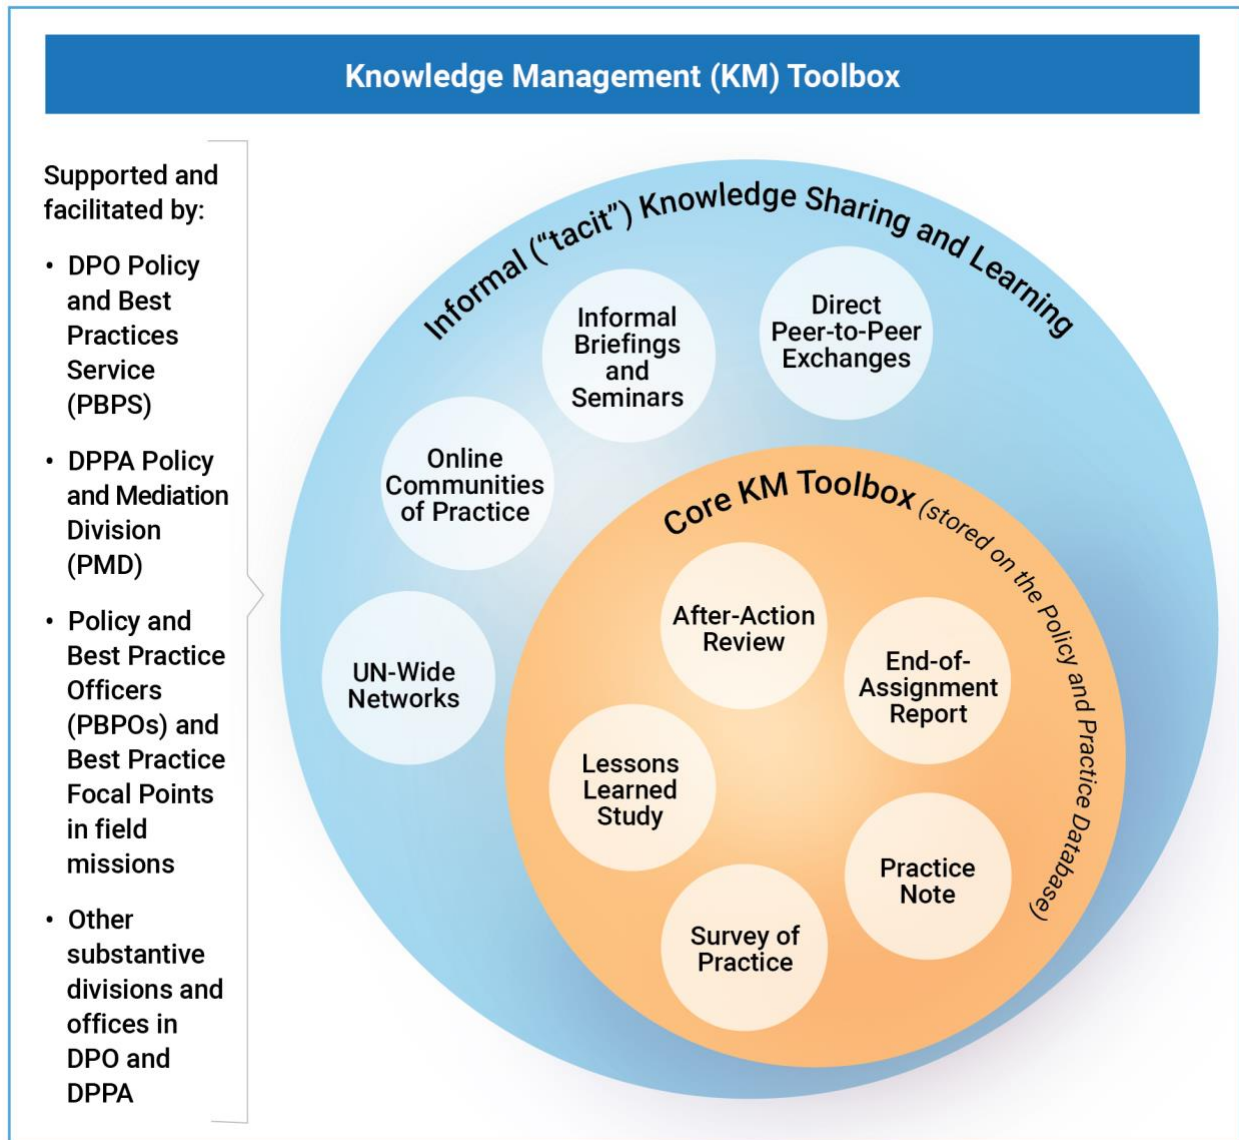 Knowledge Management (KM) Toolbox
Supported and
facilitated by:
• DPO Policy
and Best
Practices
Service
(PBPS)
• DPPA Policy
and Mediation
Division
(PMD)
• Policy and
Best Practice
Officers
(PBPOs) and
Best Practice
Focal Points
in field
missions
• Other
substantive
divisions and
offices in
DPO and
DPPA
Informal (“tacit”) Knowledge Sharing and Learning
Informal
Briefings
and
Seminars
Direct
Peer-to-Peer
Exchanges
Online
Communities
of Practice
UN-Wide
Networks
Core KM Toolbox (stored on the Policy and Practice Database)
After-Action
Review
End-of-
Assignment
Report
Lessons
Learned
Study
Practice
Note
Survey of
Practice